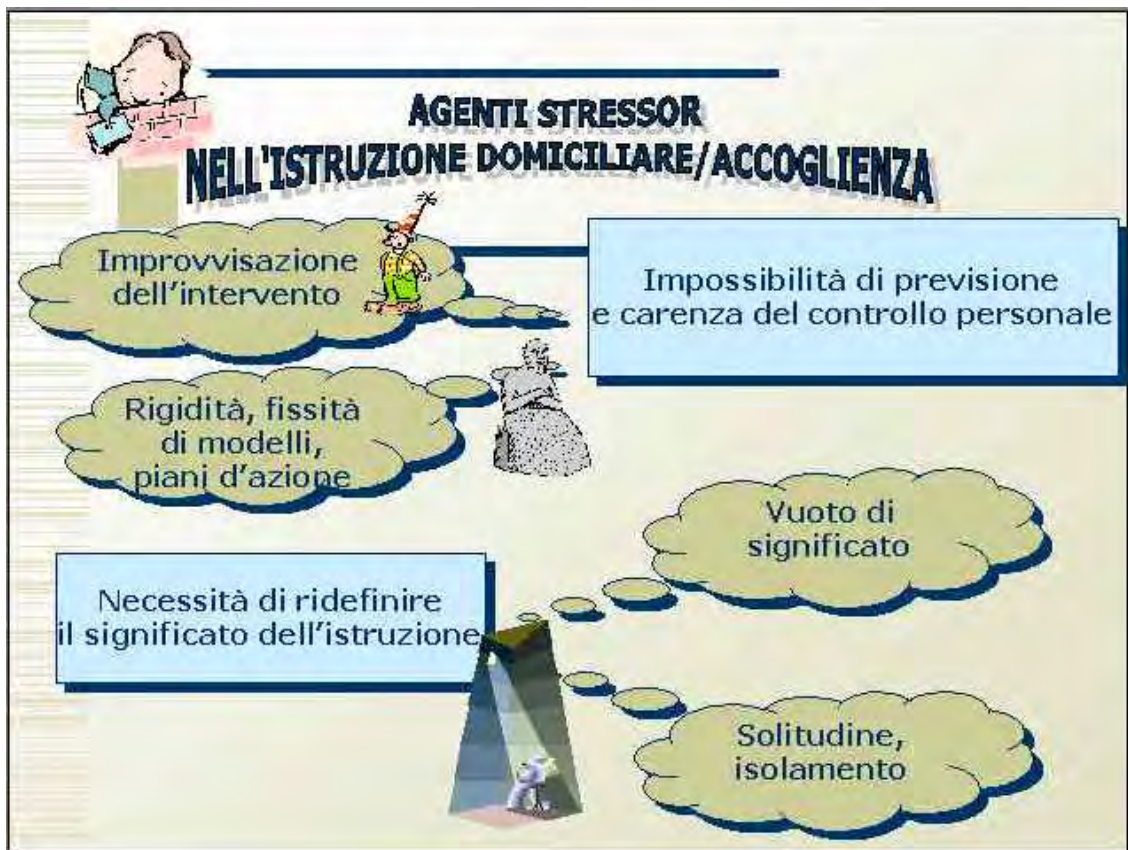 AGENTI STRESSOR
NELL'ISTRUZIONE DOMICILIARE/ACCOGLIENZA
Improvvisazione
dell'intervento
Impossibilità di previsione
e carenza del controllo personale
Rigidità, fissità
di modelli,
piani d'azione
Vuoto di
significato
Necessità di ridefinire
il significato dell'istruzione
Solitudine,
isolamento